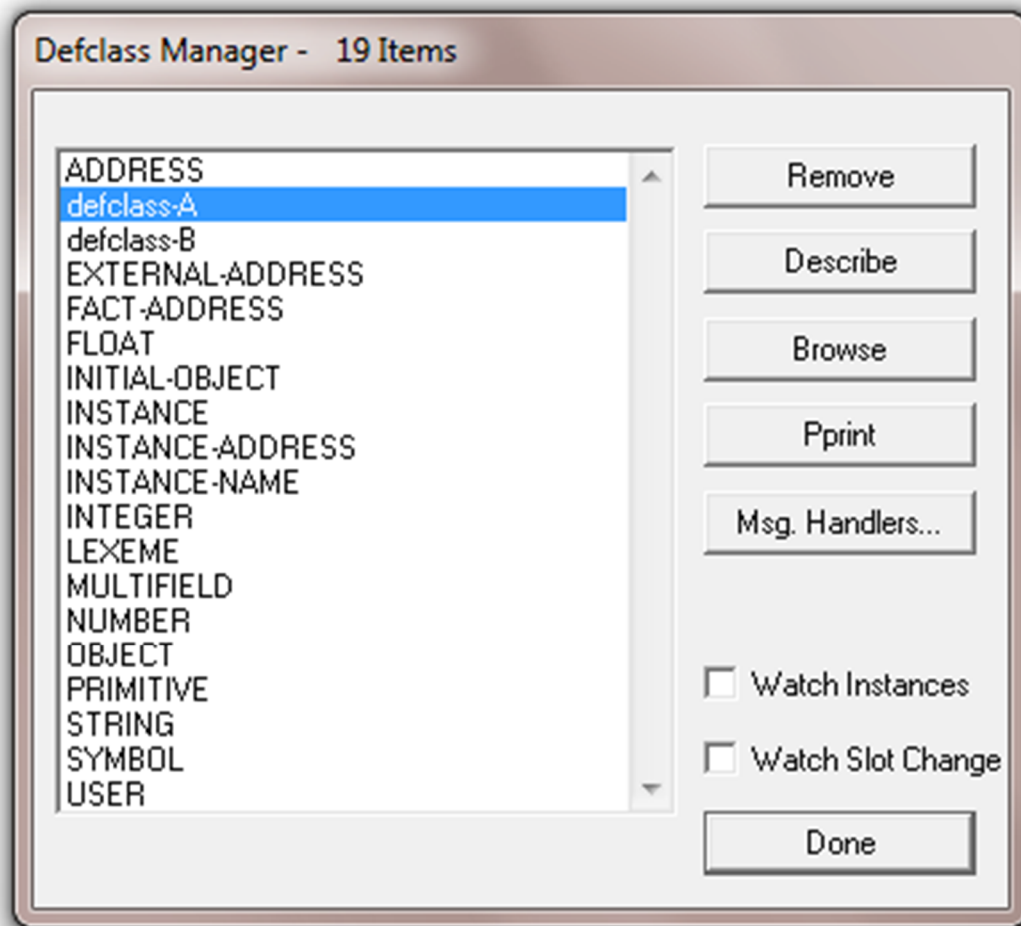 Defclass Manager - 19 Items
ADDRESS
defclass-A
defclass-B
EXTERNAL-ADDRESS
FACT-ADDRESS
FLOAT
INITIAL-OBJECT
INSTANCE
INSTANCE-ADDRESS
INSTANCE-NAME
INTEGER
LEXEME
MULTIFIELD
NUMBER
OBJECT
PRIMITIVE
STRING
SYMBOL
USER
Remove
Describe
Browse
Pprint
Msg. Handlers...
Watch Instances
Watch Slot Change
Done